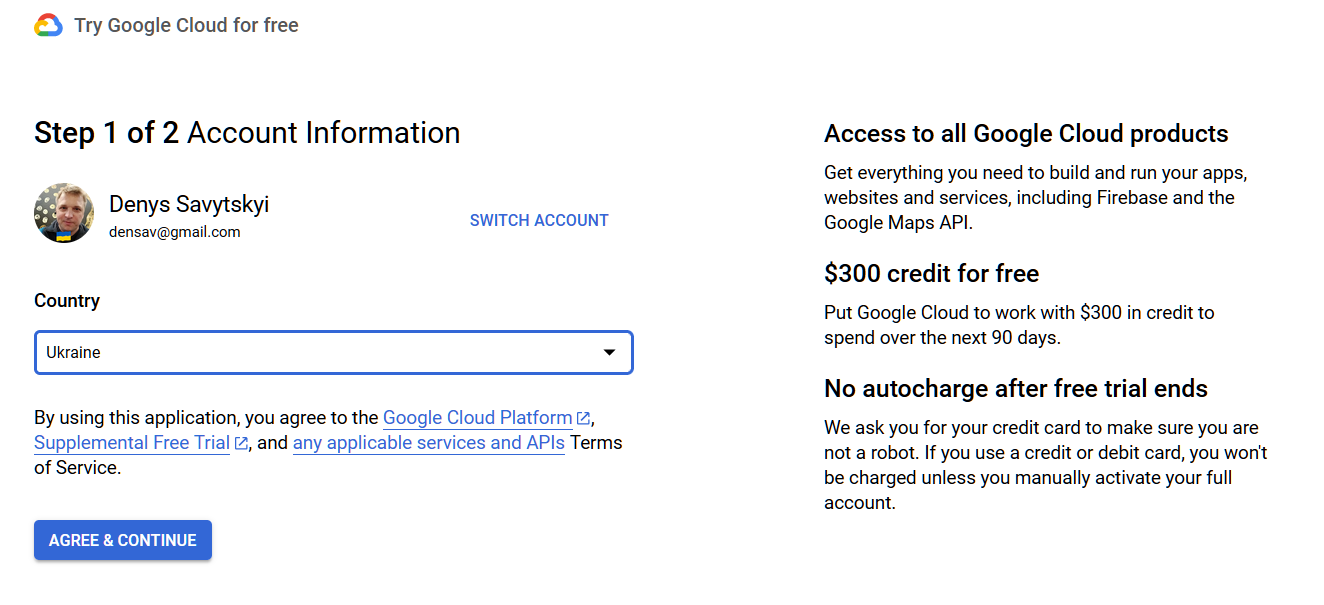 Try Google Cloud for free
Step 1 of 2 Account Information
Denys Savytskyi
densav@gmail.com
SWITCH ACCOUNT
Country
Ukraine
By using this application, you agree to the Google Cloud Platform,
Supplemental Free Trial, and any applicable services and APIs Terms
of Service.
AGREE & CONTINUE
Access to all Google Cloud products
Get everything you need to build and run your apps,
websites and services, including Firebase and the
Google Maps API.
$300 credit for free
Put Google Cloud to work with $300 in credit to
spend over the next 90 days.
No autocharge after free trial ends
We ask you for your credit card to make sure you are
not a robot. If you use a credit or debit card, you won't
be charged unless you manually activate your full
account.